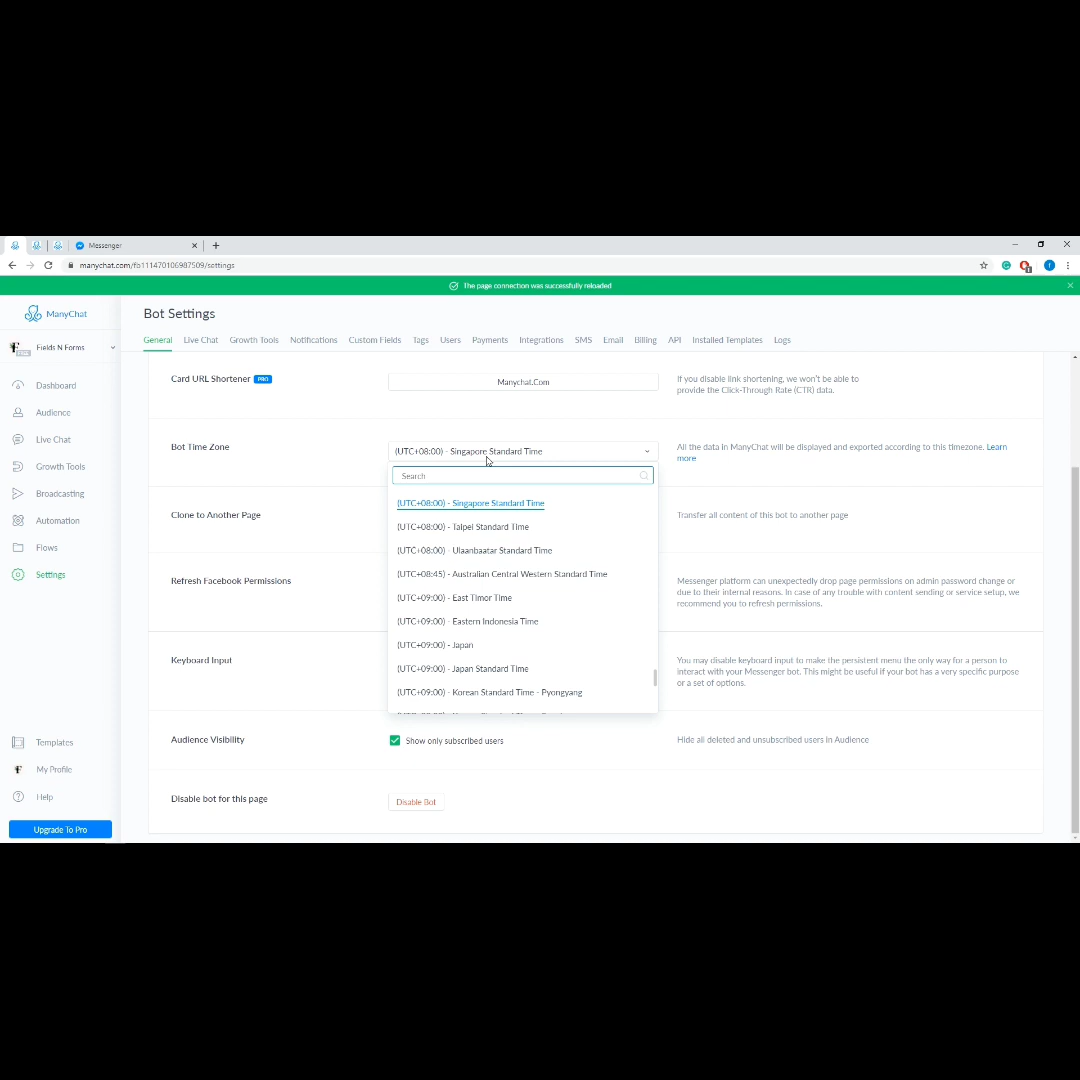 Messenger
manychat.com/fb111470106987509/settings
The page connection was successfully reloaded
ManyChat
Fields N Forms
Dashboard
Audience
Live Chat
Growth Tools
Broadcasting
Automation
Flows
Settings
Templates
My Profile
Help
Upgrade To Pro
Bot Settings
General Live Chat Growth Tools Notifications Custom Fields Tags Users Payments Integrations SMS Email Billing API Installed Templates Logs
Card URL Shortener PRO
Manychat.Com
If you disable link shortening, we won't be able to
provide the Click-Through Rate (CTR) data.
Bot Time Zone
(UTC+08:00) - Singapore Standard Time
All the data in ManyChat will be displayed and exported according to this timezone. Learn
more
Search
(UTC+08:00) - Singapore Standard Time
(UTC+08:00) - Taipei Standard Time
(UTC+08:00) - Ulaanbaatar Standard Time
(UTC+08:45) - Australian Central Western Standard Time
(UTC+09:00) - East Timor Time
(UTC+09:00) - Eastern Indonesia Time
(UTC+09:00) - Japan
(UTC+09:00) - Japan Standard Time
(UTC+09:00) - Korean Standard Time - Pyongyang
Clone to Another Page
Transfer all content of this bot to another page
Refresh Facebook Permissions
Messenger platform can unexpectedly drop page permissions on admin password change or
due to their internal reasons. In case of any trouble with content sending or service setup, we
recommend you to refresh permissions.
Keyboard Input
You may disable keyboard input to make the persistent menu the only way for a person to
interact with your Messenger bot. This might be useful if your bot has a very specific purpose
or a set of options.
Audience Visibility
Show only subscribed users
Hide all deleted and unsubscribed users in Audience
Disable bot for this page
Disable Bot